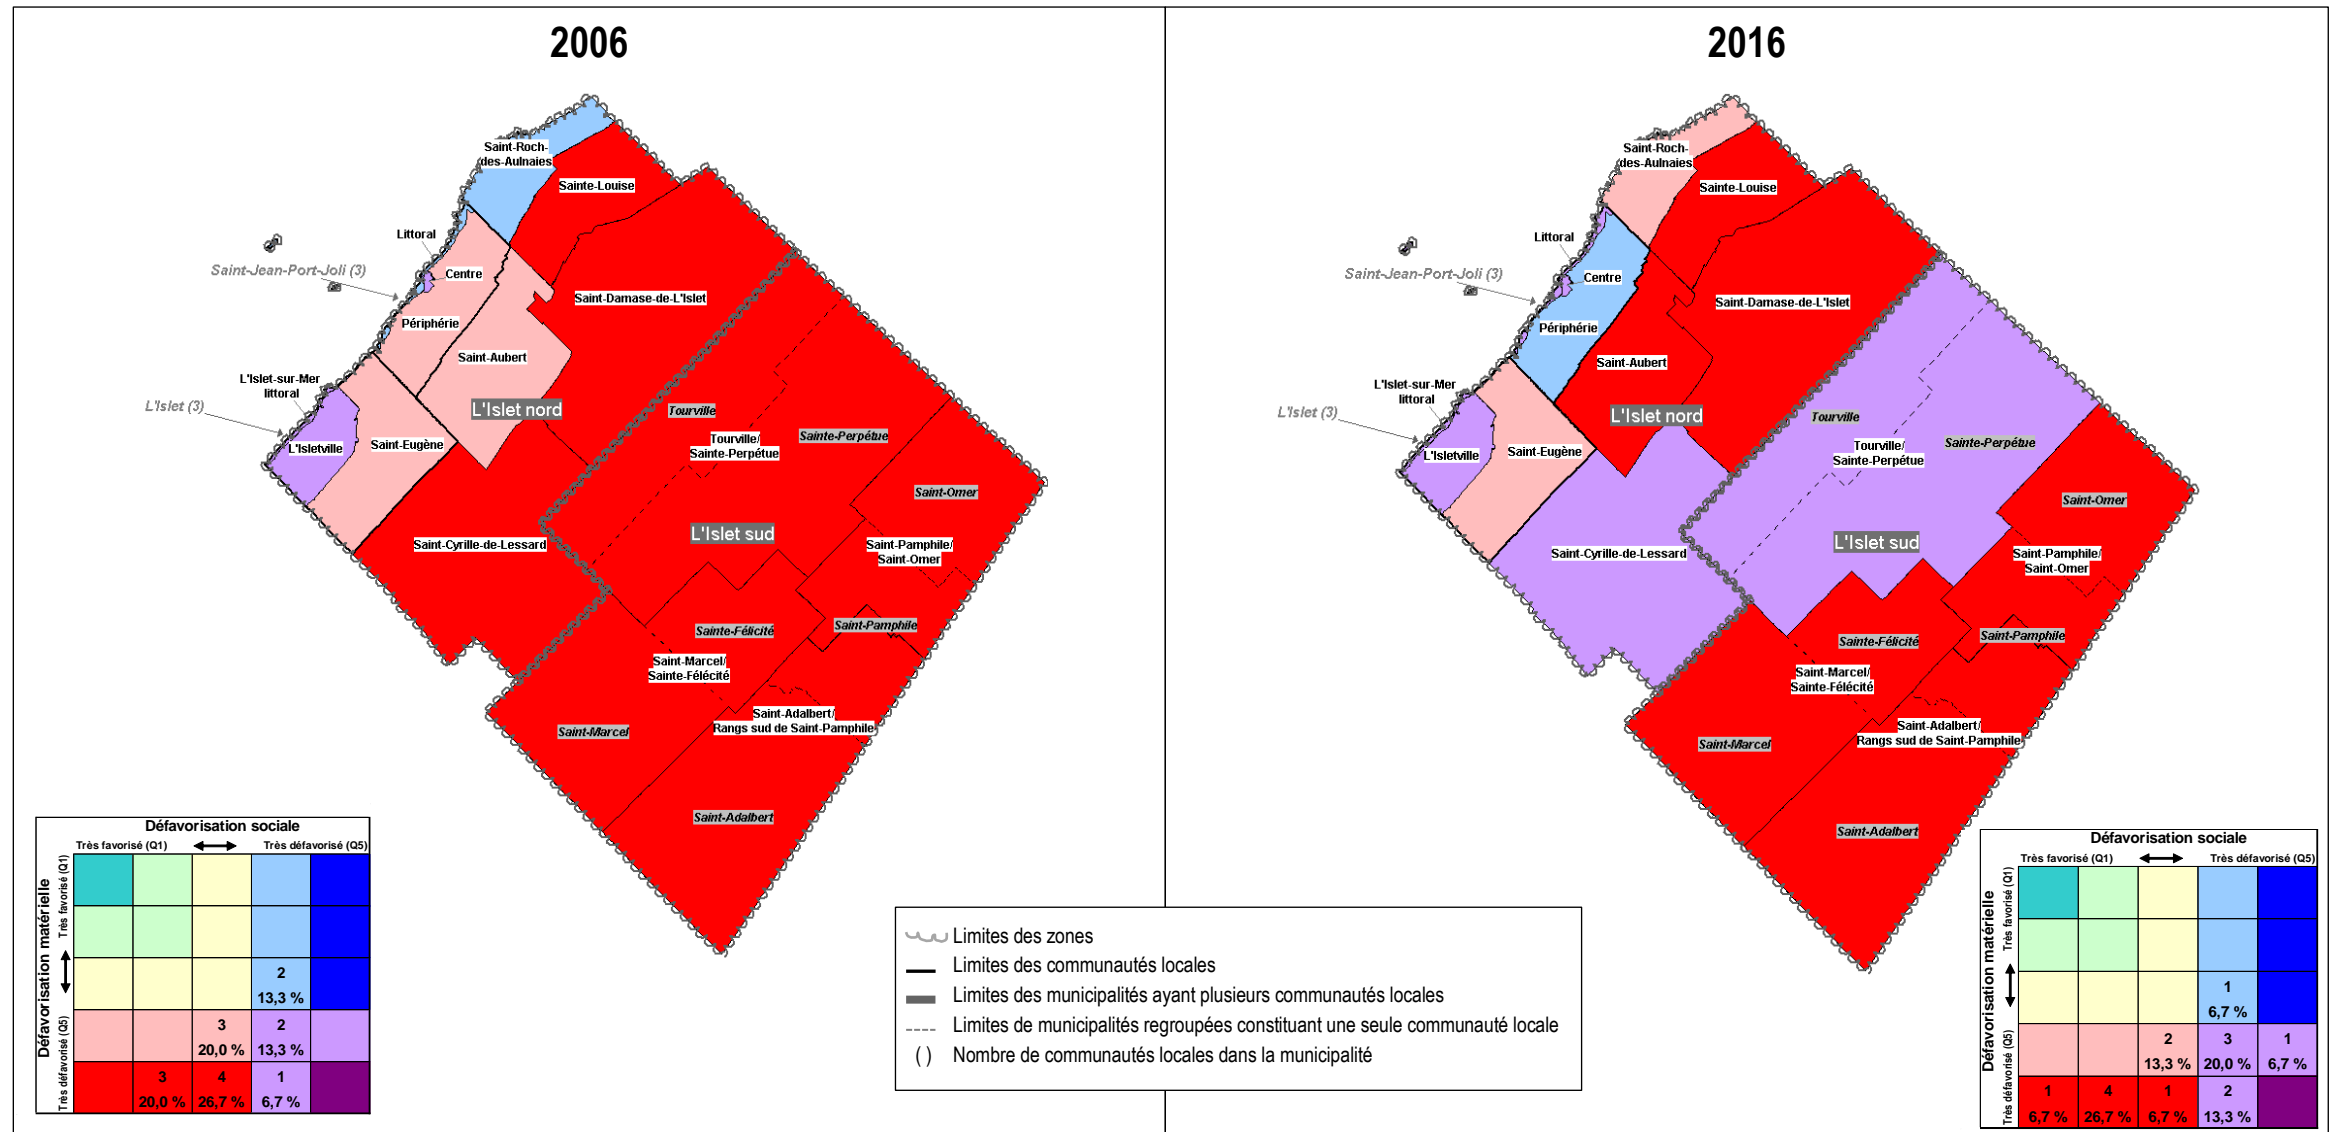 2006
Saint-Roch-
des-Aulnaies
Sainte-Louise
Littoral
Saint-Jean-Port-Joli (3)
Centre
Saint-Damase-de-L'Islet
Périphérie
Saint-Aubert
L'Islet-sur-Mer
littoral
L'Islet (3)
L'Islet nord
Tourville
L'Isletville
Saint-Eugène
Tourville/
Sainte-Perpétue
Sainte-Perpétue
Saint-Omer
L'Islet sud
Saint-Cyrille-de-Lessard
Saint-Pamphile/
Saint-Omer
Sainte-Félicité
Saint-Pamphile
Saint-Marcel/
Sainte-Félécité
Saint-Adalbert/
Rangs sud de Saint-Pamphile
Saint-Marcel
Saint-Adalbert
Défavorisation sociale
Très favorisé (Q1)
Très défavorisé (Q5)
Défavorisation matérielle
Très favorisé (Q1)
Très défavorisé (Q5)
2
13,3 %
3
20,0 %
2
13,3 %
3
20,0 %
4
26,7 %
1
6,7 %
2016
Saint-Roch-
des-Aulnaies
Sainte-Louise
Littoral
Saint-Jean-Port-Joli (3)
Centre
Saint-Damase-de-L'Islet
Périphérie
Saint-Aubert
L'Islet-sur-Mer
littoral
L'Islet (3)
L'Islet nord
Tourville
L'Isletville
Saint-Eugène
Tourville/
Sainte-Perpétue
Sainte-Perpétue
Saint-Omer
L'Islet sud
Saint-Cyrille-de-Lessard
Saint-Pamphile/
Saint-Omer
Sainte-Félicité
Saint-Pamphile
Saint-Marcel/
Sainte-Félécité
Saint-Adalbert/
Rangs sud de Saint-Pamphile
Saint-Marcel
Saint-Adalbert
Défavorisation sociale
Très favorisé (Q1)
Très défavorisé (Q5)
Défavorisation matérielle
Très favorisé (Q1)
Très défavorisé (Q5)
1
6,7 %
2
13,3 %
3
20,0 %
1
6,7 %
1
6,7 %
4
26,7 %
1
6,7 %
2
13,3 %
Limites des zones
Limites des communautés locales
Limites des municipalités ayant plusieurs communautés locales
Limites de municipalités regroupées constituant une seule communauté locale
( ) Nombre de communautés locales dans la municipalité